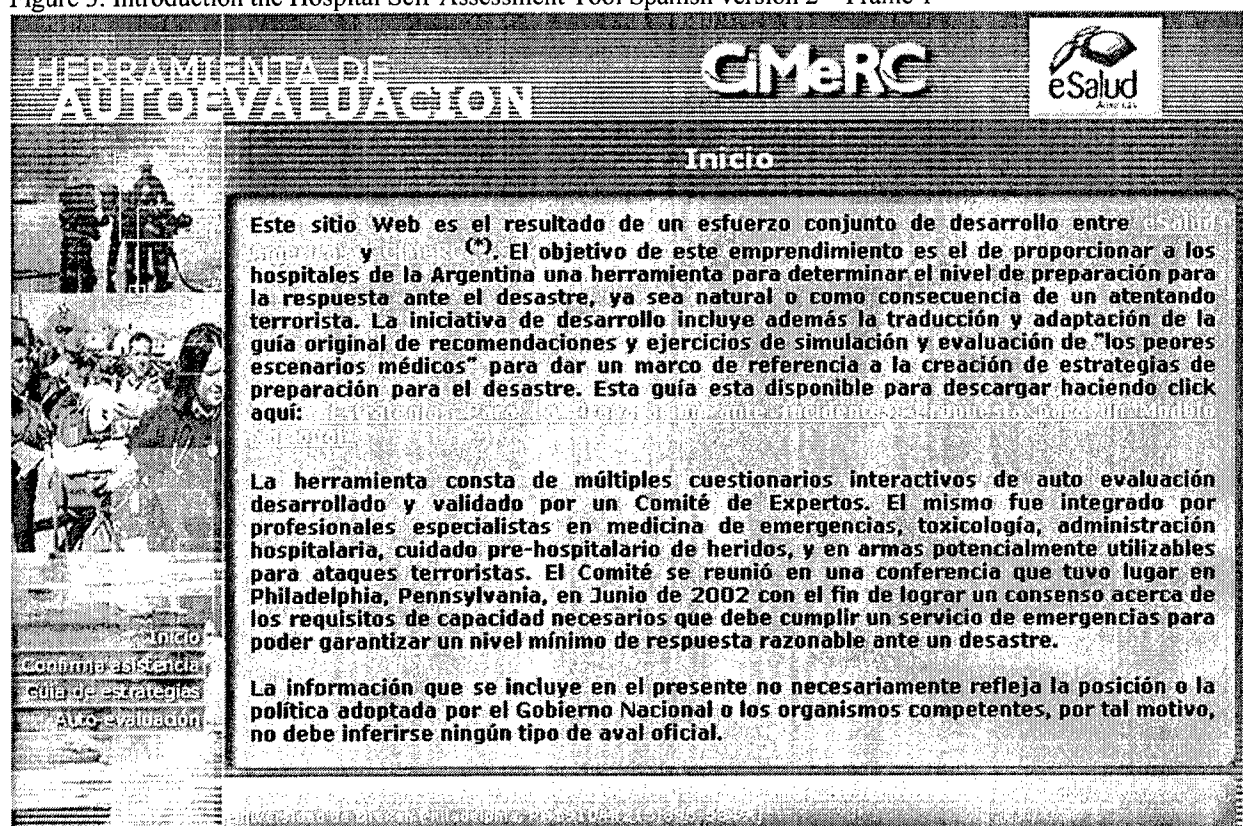 Figure 5: Introduction the Hospital Self-Assessment Tool Spanish version 2 – Frame 1
HERRAMIENTA DE
AUTOEVALUACION
CiMeRC
eSalud
Inicio
Este sitio Web es el resultado de un esfuerzo conjunto de desarrollo entre eSalud
y (*). El objetivo de este emprendimiento es el de proporcionar a los
hospitales de la Argentina una herramienta para determinar el nivel de preparación para
la respuesta ante el desastre, ya sea natural o como consecuencia de un atentando
terrorista. La iniciativa de desarrollo incluye además la traducción y adaptación de la
guía original de recomendaciones y ejercicios de simulación y evaluación de "los peores
escenarios médicos" para dar un marco de referencia a la creación de estrategias de
preparación para el desastre. Esta guía esta disponible para descargar haciendo click
aquí:
La herramienta consta de múltiples cuestionarios interactivos de auto evaluación
desarrollado y validado por un Comité de Expertos. El mismo fue integrado por
profesionales especialistas en medicina de emergencias, toxicología, administración
hospitalaria, cuidado pre-hospitalario de heridos, y en armas potencialmente utilizables
para ataques terroristas. El Comité se reunió en una conferencia que tuvo lugar en
Philadelphia, Pennsylvania, en Junio de 2002 con el fin de lograr un consenso acerca de
los requisitos de capacidad necesarios que debe cumplir un servicio de emergencias para
poder garantizar un nivel mínimo de respuesta razonable ante un desastre.
La información que se incluye en el presente no necesariamente refleja la posición o la
política adoptada por el Gobierno Nacional o los organismos competentes, por tal motivo,
no debe inferirse ningún tipo de aval oficial.
Inicio
Confirma asistencia
Guia de estrategias
Auto evaluación